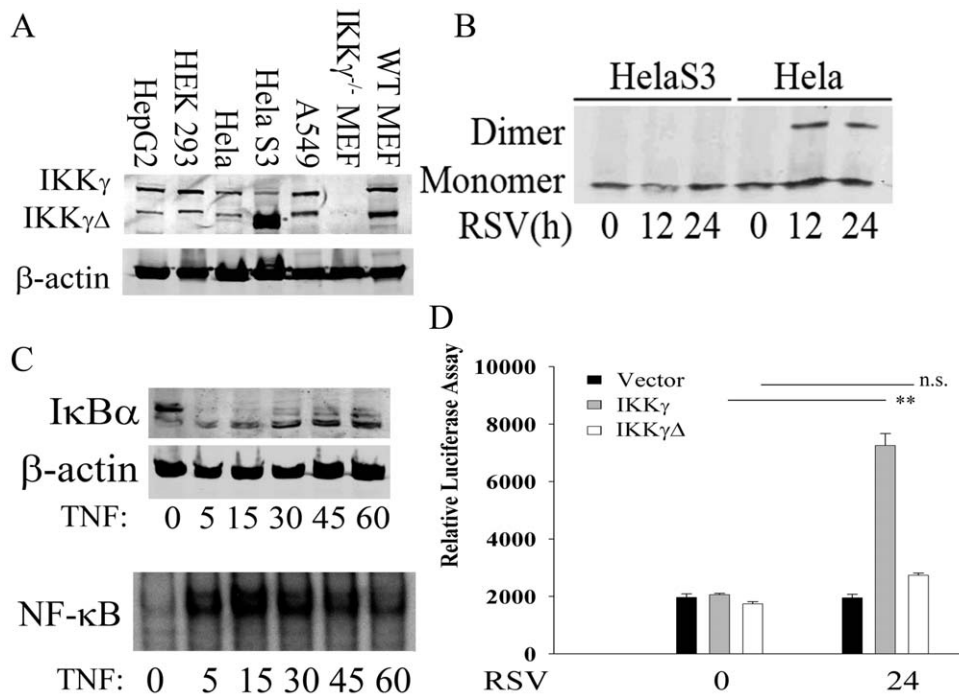 A
HepG2
HEK 293
Hela
Hela S3
A549
IKKγ-/- MEF
WT MEF
IKKγ
IKKγΔ
β-actin
B
HelaS3 Hela
Dimer
Monomer
RSV(h) 0 12 24 0 12 24
C
IκBα
β-actin
TNF: 0 5 15 30 45 60
NF-κB
TNF: 0 5 15 30 45 60
D
Relative Luciferase Assay
10000
8000
6000
4000
2000
0
Vector
IKKγ
IKKγΔ
n.s.
**
RSV 0 24